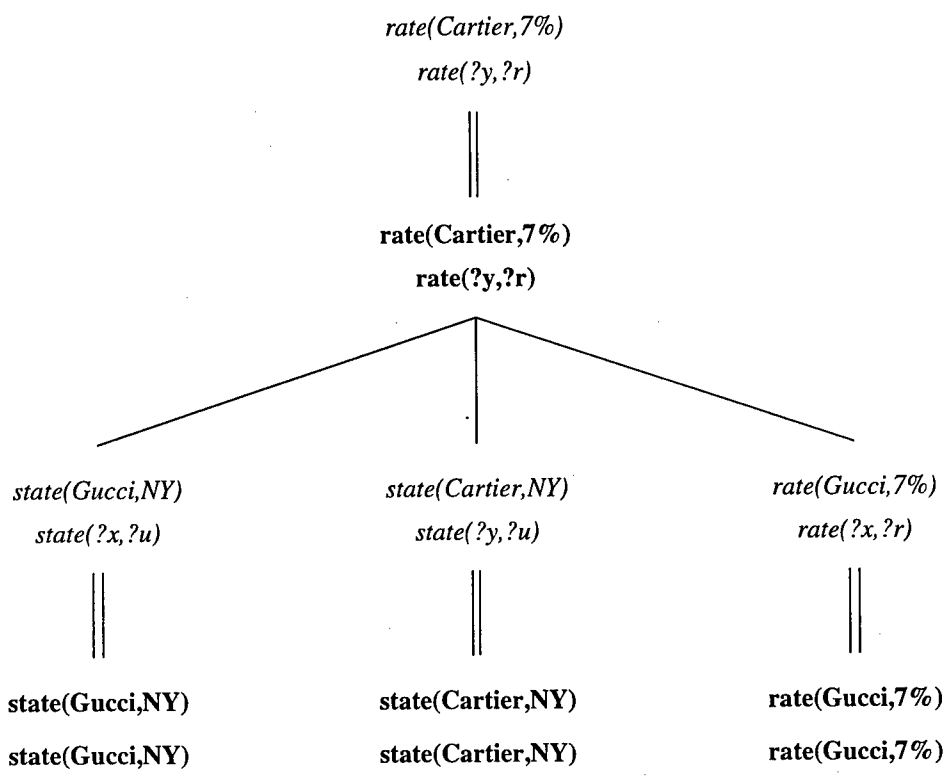 rate(Cartier,7%)
rate(?y,?r)
rate(Cartier,7%)
rate(?y,?r)
state(Gucci,NY)
state(?x,?u)
state(Cartier,NY)
state(?y,?u)
rate(Gucci,7%)
rate(?x,?r)
state(Gucci,NY)
state(Gucci,NY)
state(Cartier,NY)
state(Cartier,NY)
rate(Gucci,7%)
rate(Gucci,7%)